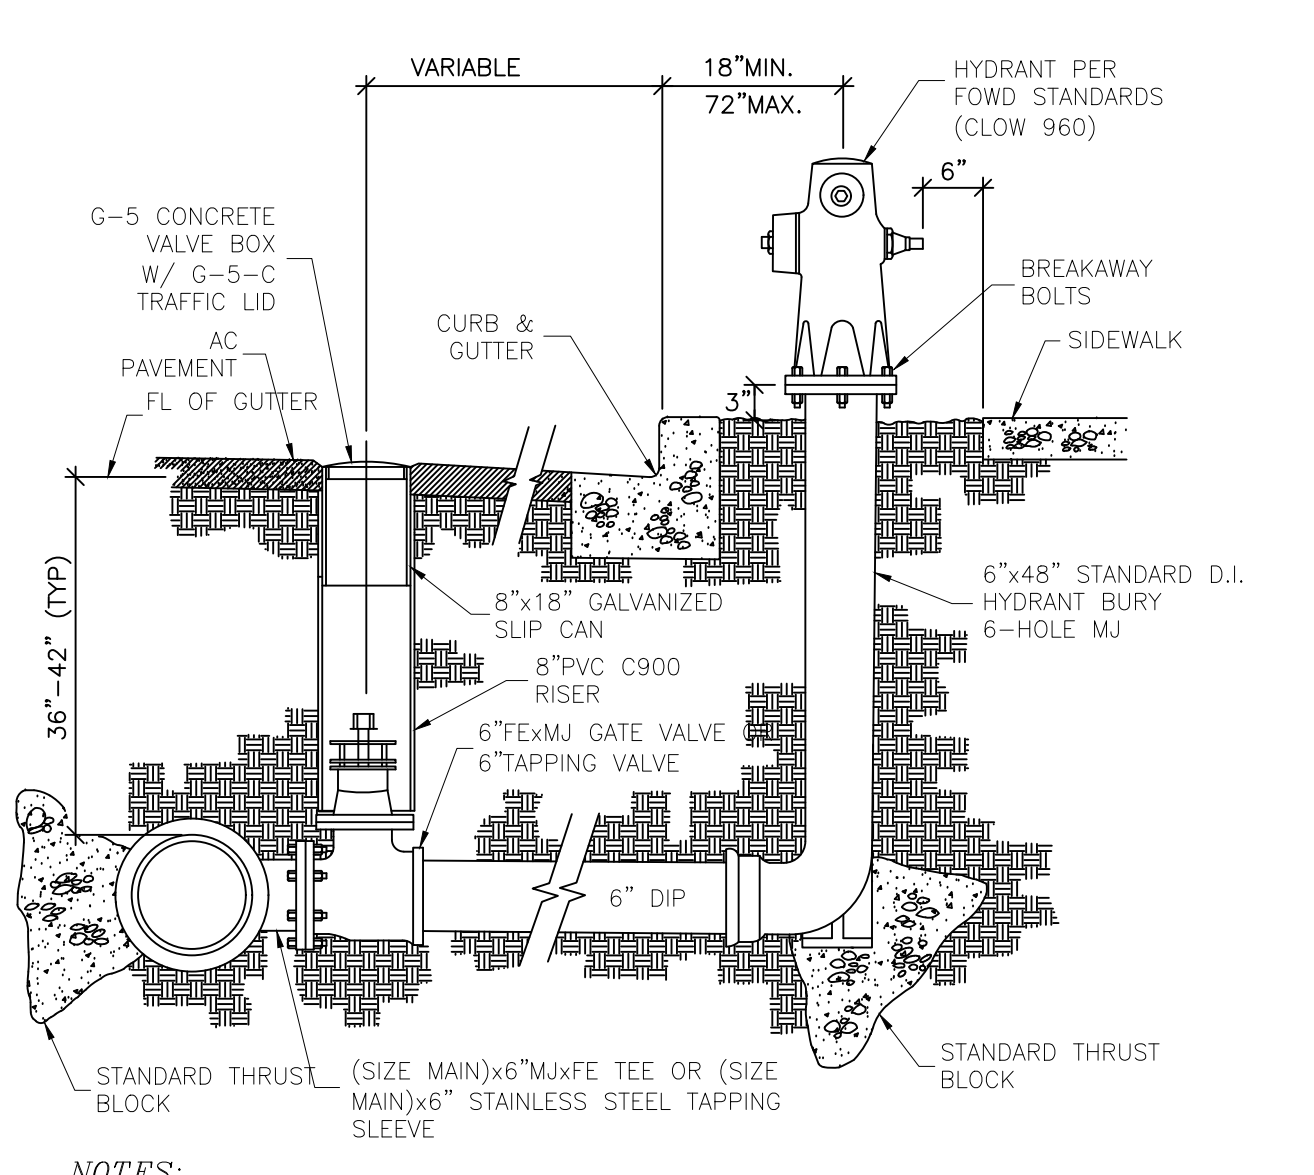 VARIABLE
18"MIN.
72"MAX.
HYDRANT PER
FOWD STANDARDS
(CLOW 960)
6"
G-5 CONCRETE
VALVE BOX
W/ G-5-C
TRAFFIC LID
BREAKAWAY
BOLTS
CURB &
GUTTER
SIDEWALK
AC
PAVEMENT
FL OF GUTTER
3"
36"-42" (TYP)
8"x18" GALVANIZED
SLIP CAN
6"x48" STANDARD D.I.
HYDRANT BURY
6-HOLE MJ
8"PVC C900
RISER
6"FExMJ GATE VALVE OR
6"TAPPING VALVE
6" DIP
STANDARD THRUST
BLOCK
(SIZE MAIN)x6"MJxFE TEE OR (SIZE
MAIN)x6" STAINLESS STEEL TAPPING
SLEEVE
STANDARD THRUST
BLOCK
NOTES: